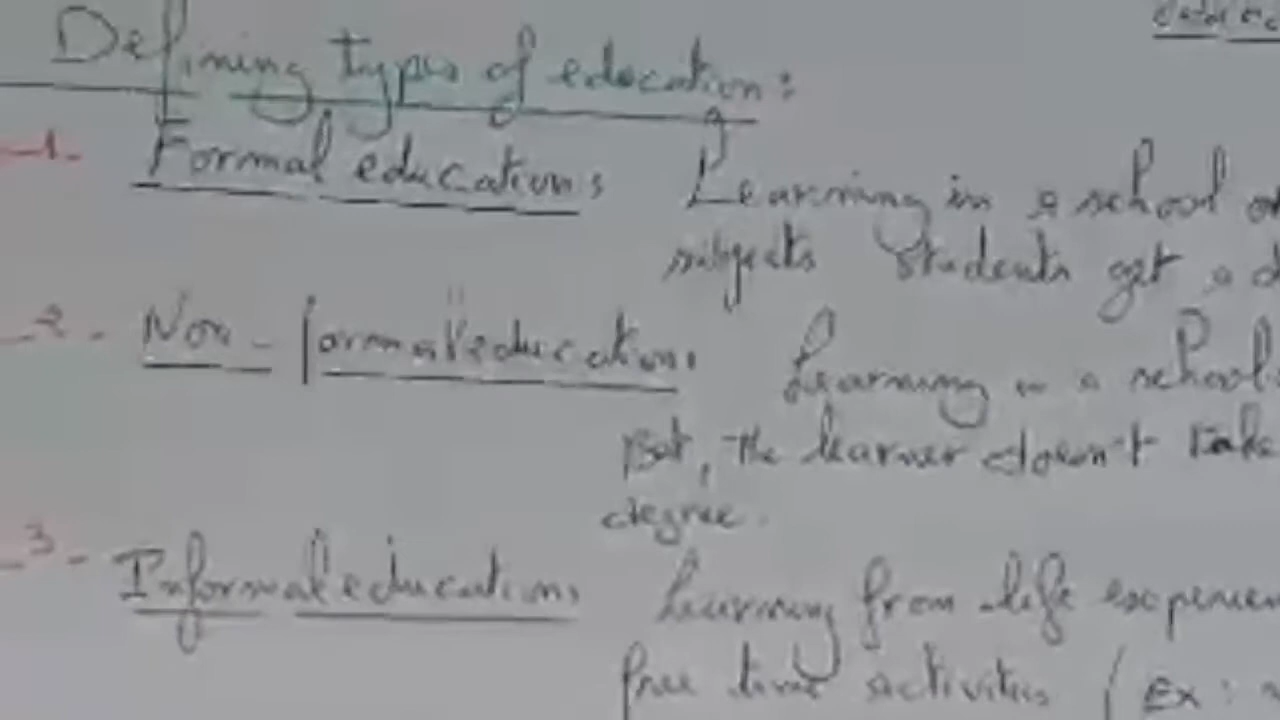 Defining types of education:
1. Formal education: Learning in a school or
subjects Students get a d
2. Non-formal education: Learning in a school
But, the learner doesn't take
degree.
3. Informal education: Learning from life experien
free time activities (Ex: